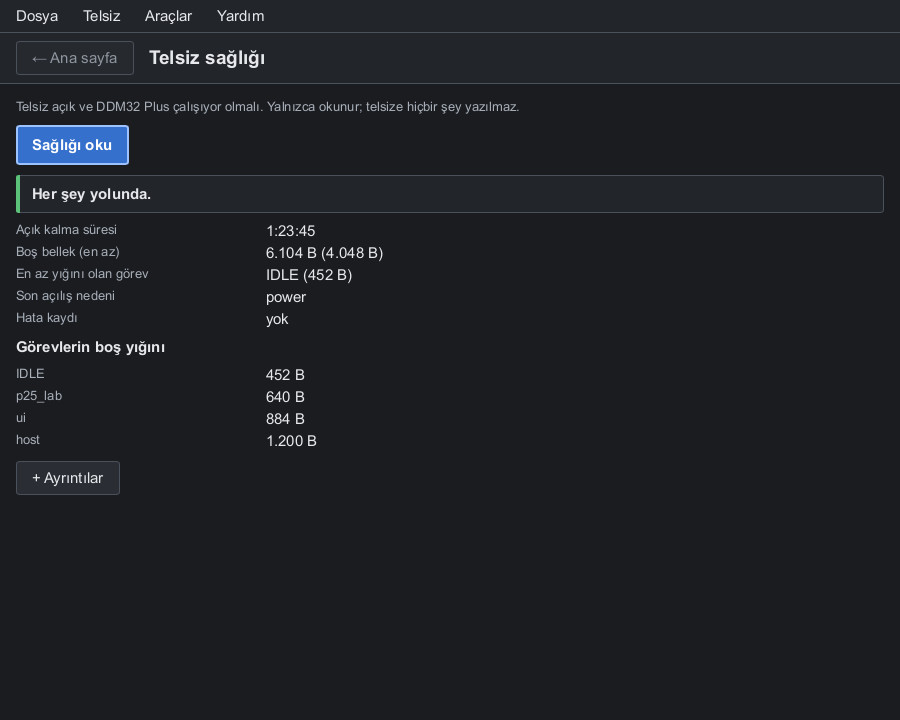 Dosya Telsiz Araçlar Yardım
← Ana sayfa Telsiz sağlığı
Telsiz açık ve DDM32 Plus çalışıyor olmalı. Yalnızca okunur; telsize hiçbir şey yazılmaz.
Sağlığı oku
Her şey yolunda.
Açık kalma süresi 1:23:45
Boş bellek (en az) 6.104 B (4.048 B)
En az yığını olan görev IDLE (452 B)
Son açılış nedeni power
Hata kaydı yok
Görevlerin boş yığını
IDLE 452 B
p25_lab 640 B
ui 884 B
host 1.200 B
+ Ayrıntılar